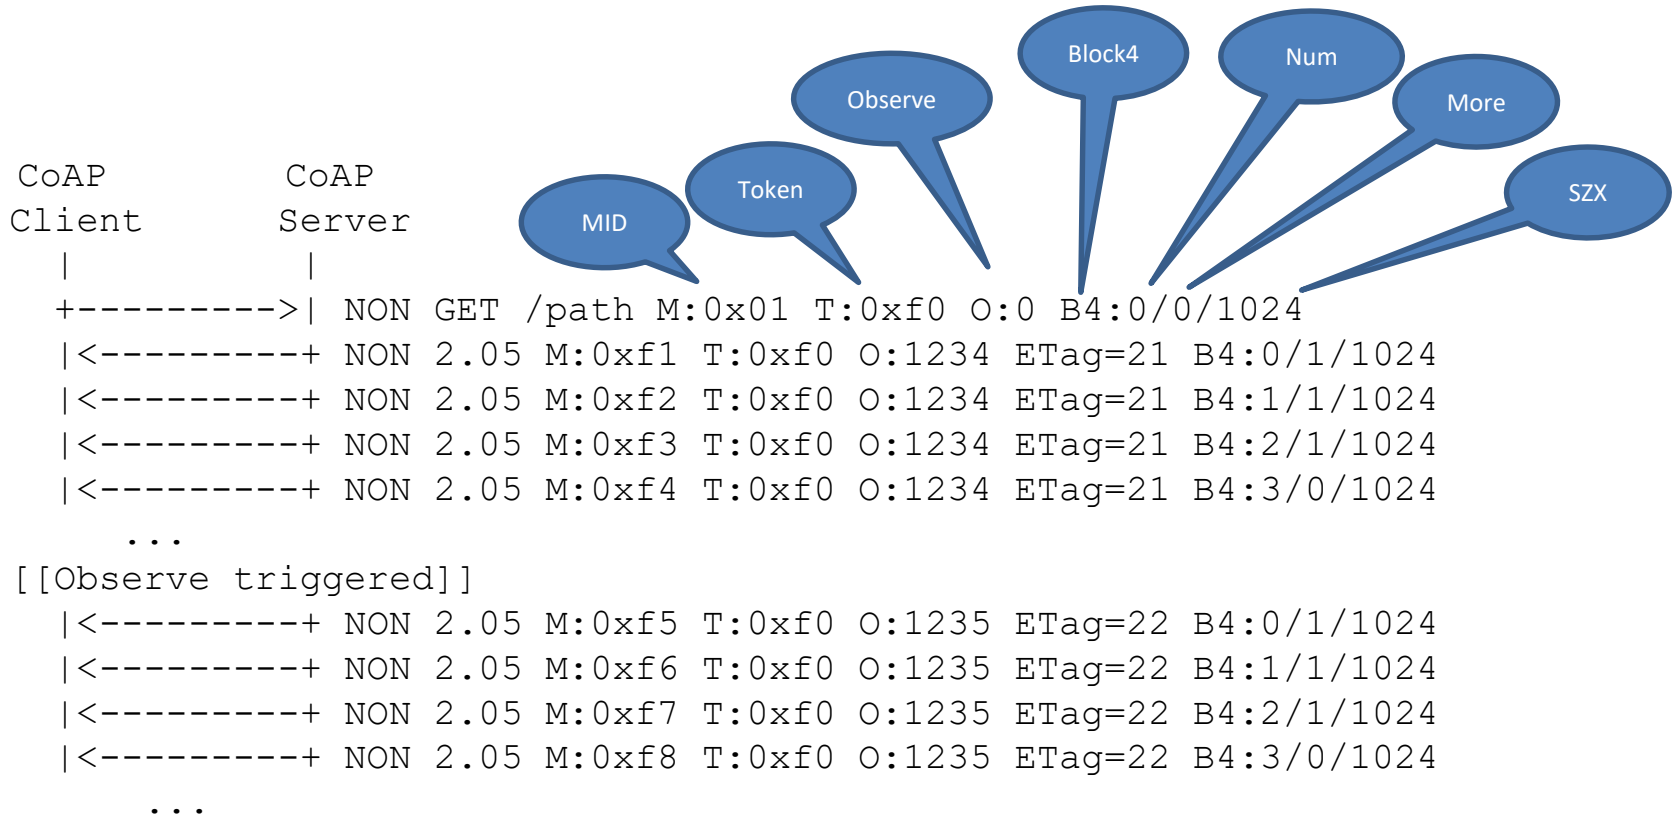 Block4
Num
More
Observe
Token
SZX
MID
CoAP CoAP
Client Server
| |
+--------->| NON GET /path M:0x01 T:0xf0 O:0 B4:0/0/1024
|<---------+ NON 2.05 M:0xf1 T:0xf0 O:1234 ETag=21 B4:0/1/1024
|<---------+ NON 2.05 M:0xf2 T:0xf0 O:1234 ETag=21 B4:1/1/1024
|<---------+ NON 2.05 M:0xf3 T:0xf0 O:1234 ETag=21 B4:2/1/1024
|<---------+ NON 2.05 M:0xf4 T:0xf0 O:1234 ETag=21 B4:3/0/1024
...
[[Observe triggered]]
|<---------+ NON 2.05 M:0xf5 T:0xf0 O:1235 ETag=22 B4:0/1/1024
|<---------+ NON 2.05 M:0xf6 T:0xf0 O:1235 ETag=22 B4:1/1/1024
|<---------+ NON 2.05 M:0xf7 T:0xf0 O:1235 ETag=22 B4:2/1/1024
|<---------+ NON 2.05 M:0xf8 T:0xf0 O:1235 ETag=22 B4:3/0/1024
...